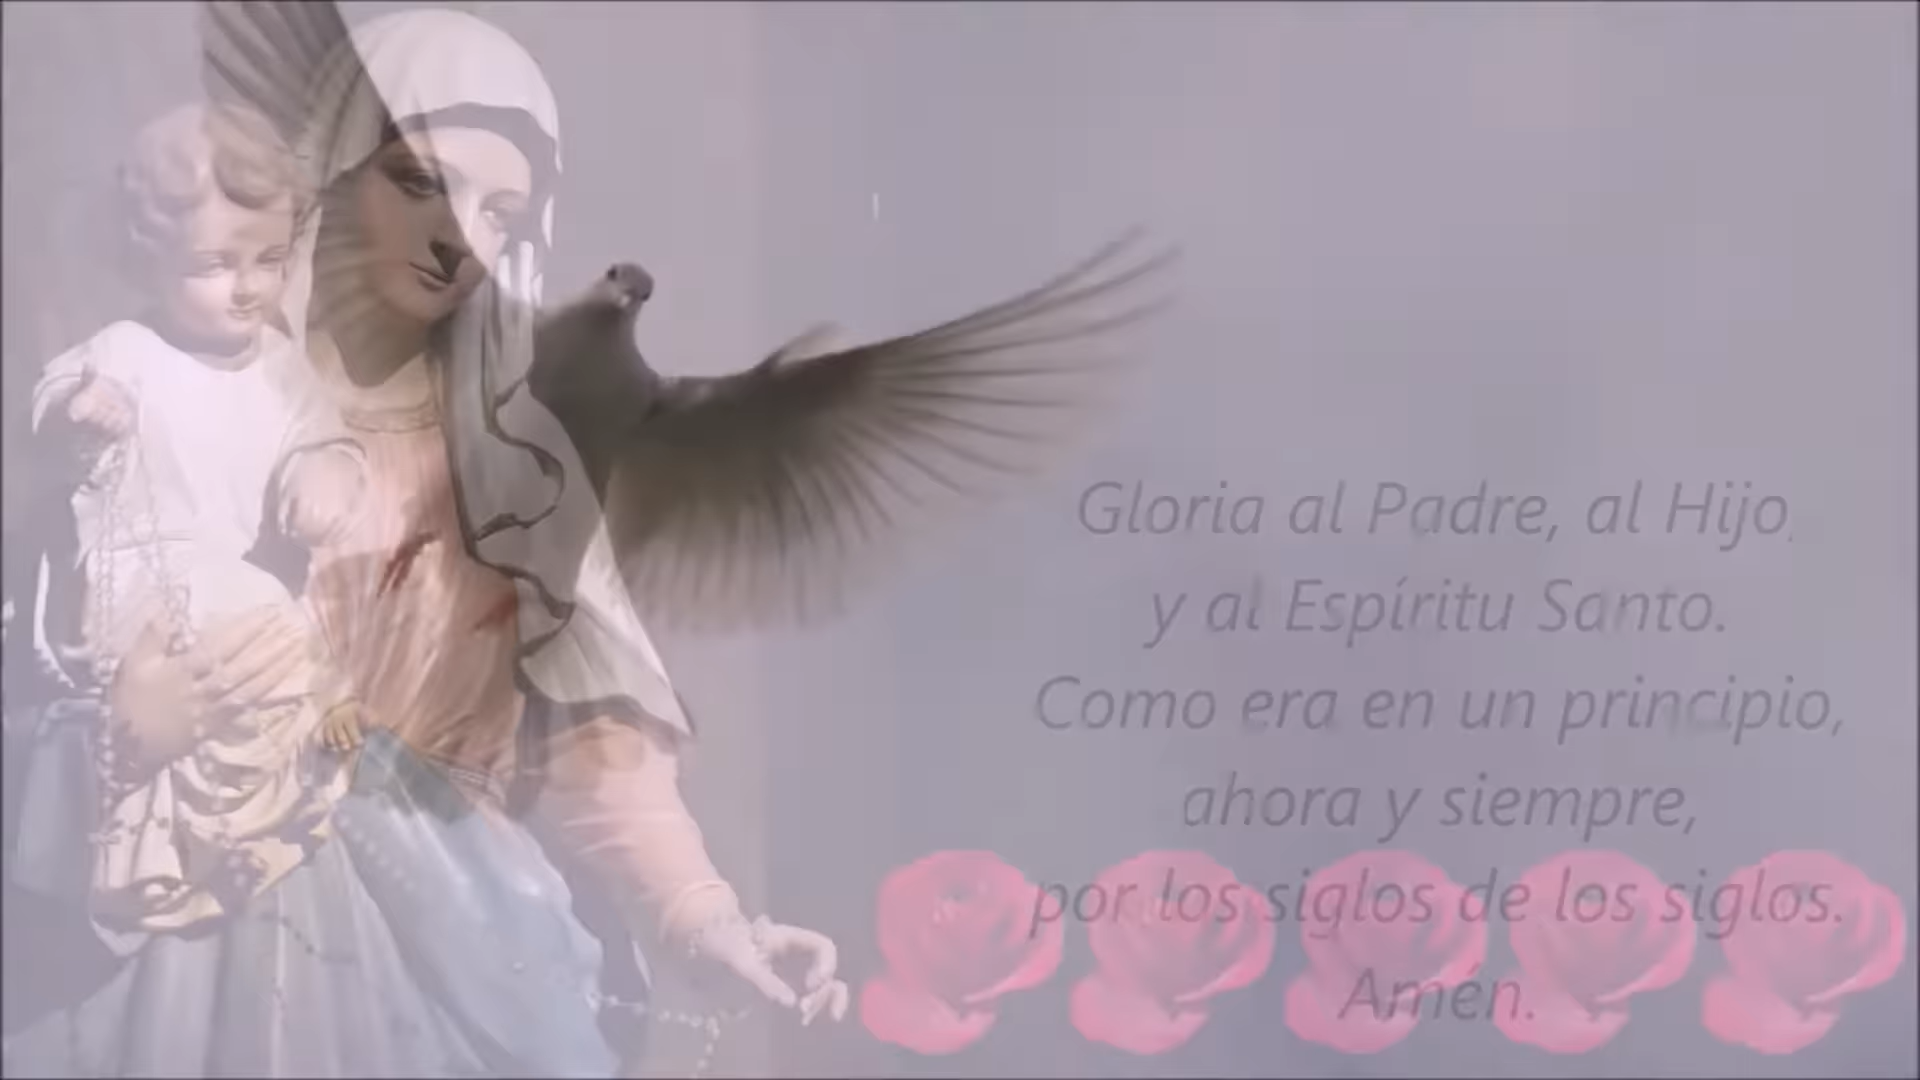 Gloria al Padre, al Hijo,
y al Espíritu Santo.
Como era en un principio,
ahora y siempre,
por los siglos de los siglos.
Amén.